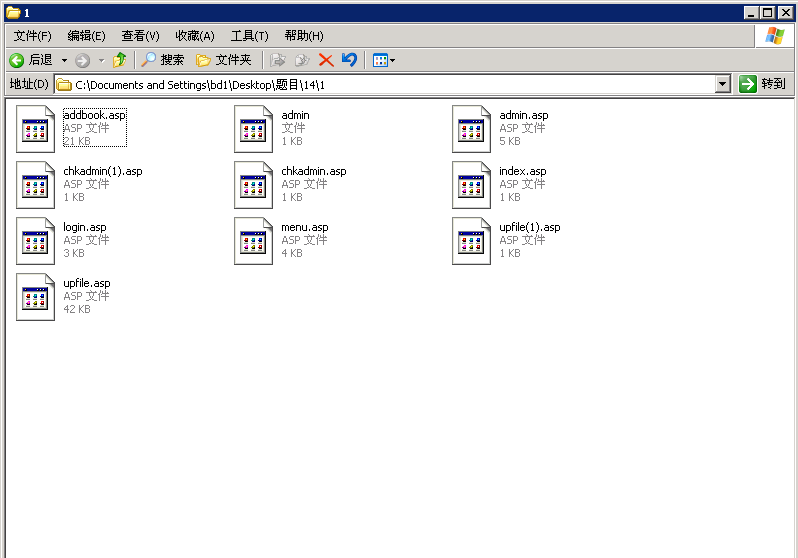 1
文件(F) 编辑(E) 查看(V) 收藏(A) 工具(T) 帮助(H)
后退 搜索 文件夹
地址(D) C:\Documents and Settings\bd1\Desktop\题目\14\1 转到
addbook.asp
ASP 文件
21 KB
admin
文件
1 KB
admin.asp
ASP 文件
5 KB
chkadmin(1).asp
ASP 文件
1 KB
chkadmin.asp
ASP 文件
1 KB
index.asp
ASP 文件
1 KB
login.asp
ASP 文件
3 KB
menu.asp
ASP 文件
4 KB
upfile(1).asp
ASP 文件
1 KB
upfile.asp
ASP 文件
42 KB